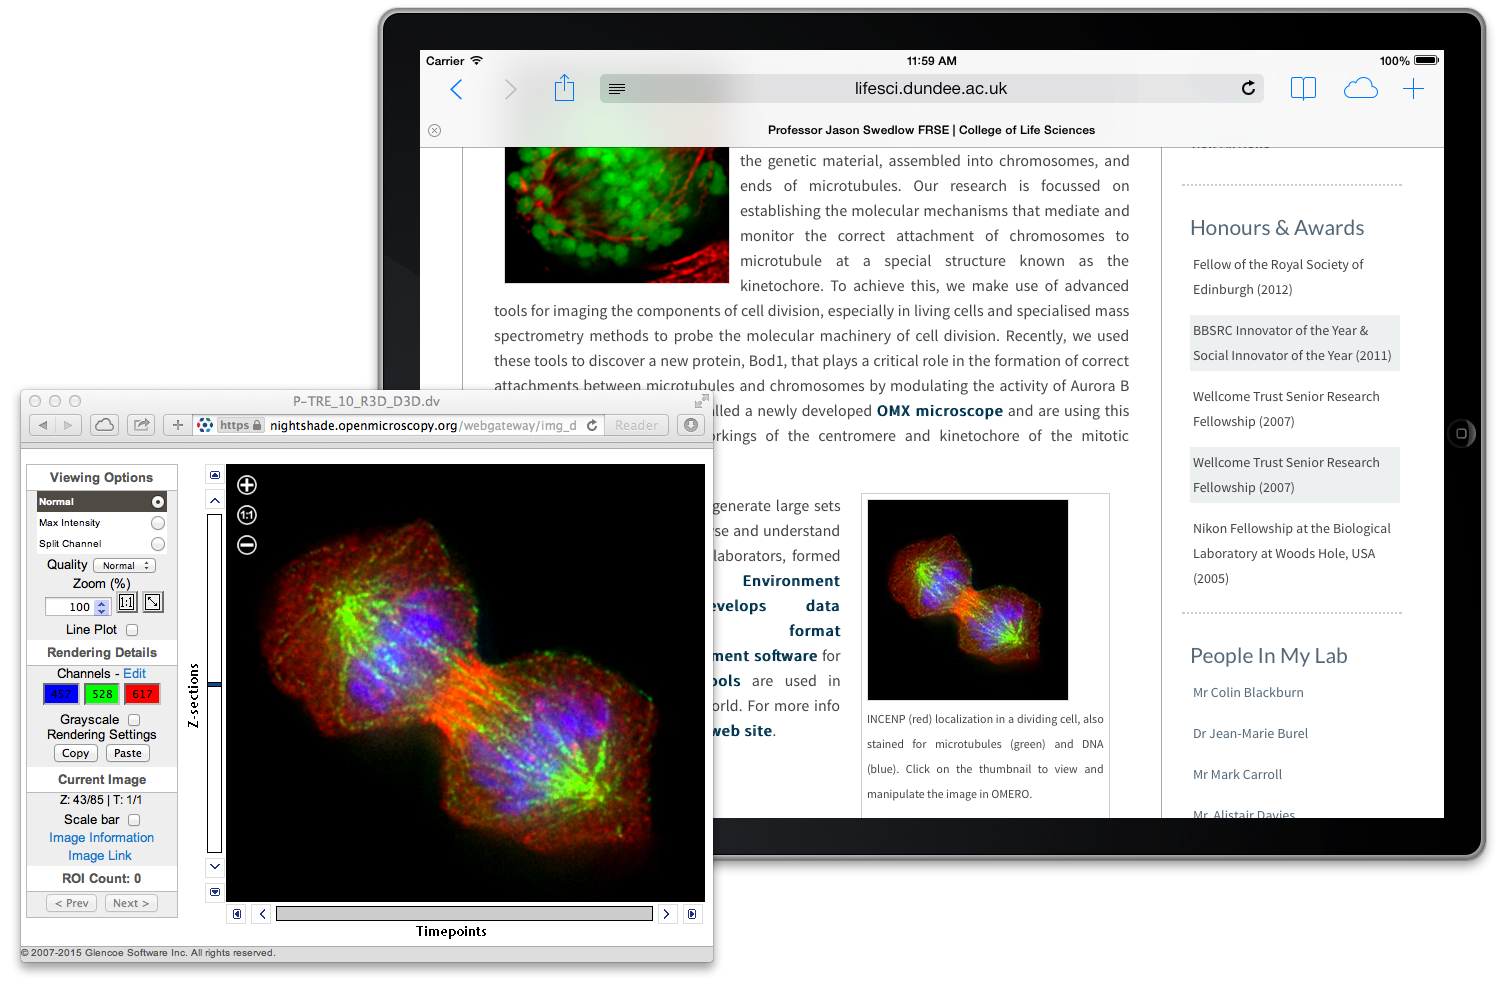 Carrier
11:59 AM
100%
lifesci.dundee.ac.uk
Professor Jason Swedlow FRSE | College of Life Sciences
the genetic material, assembled into chromosomes, and
ends of microtubules. Our research is focussed on
establishing the molecular mechanisms that mediate and
monitor the correct attachment of chromosomes to
microtubule at a special structure known as the
kinetochore. To achieve this, we make use of advanced
tools for imaging the components of cell division, especially in living cells and specialised mass
spectrometry methods to probe the molecular machinery of cell division. Recently, we used
these tools to discover a new protein, Bod1, that plays a critical role in the formation of correct
attachments between microtubules and chromosomes by modulating the activity of Aurora B
lled a newly developed OMX microscope and are using this
rkings of the centromere and kinetochore of the mitotic
generate large sets
se and understand
laborators, formed
Environment
evelops data
format
ment software for
ools are used in
orld. For more info
web site.
INCENP (red) localization in a dividing cell, also
stained for microtubules (green) and DNA
(blue). Click on the thumbnail to view and
manipulate the image in OMERO.
Honours & Awards
Fellow of the Royal Society of
Edinburgh (2012)
BBSRC Innovator of the Year &
Social Innovator of the Year (2011)
Wellcome Trust Senior Research
Fellowship (2007)
Wellcome Trust Senior Research
Fellowship (2007)
Nikon Fellowship at the Biological
Laboratory at Woods Hole, USA
(2005)
People In My Lab
Mr Colin Blackburn
Dr Jean-Marie Burel
Mr Mark Carroll
Mr. Alistair Davies
P-TRE_10_R3D_D3D.dv
https nightshade.openmicroscopy.org/webgateway/img_d
Reader
Viewing Options
Normal
Max Intensity
Split Channel
Quality Normal
Zoom (%)
100 1:1
Line Plot
Rendering Details
Channels - Edit
457 528 617
Grayscale
Rendering Settings
Copy Paste
Current Image
Z: 43/85 | T: 1/1
Scale bar
Image Information
Image Link
ROI Count: 0
< Prev Next >
Z-sections
1:1
Timepoints
© 2007-2015 Glencoe Software Inc. All rights reserved.